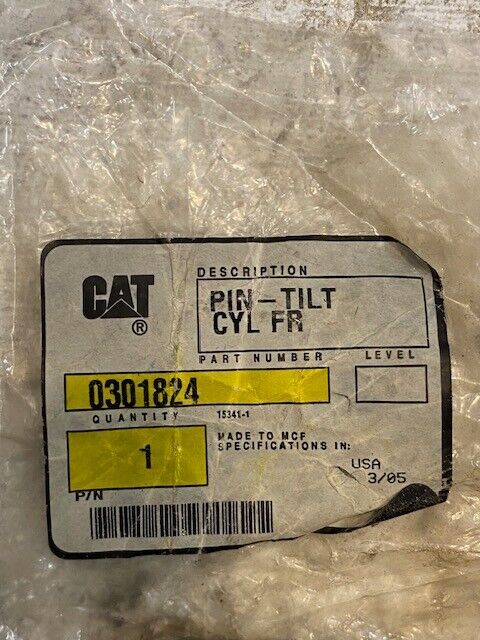 CAT
®
DESCRIPTION
PIN-TILT
CYL FR
PART NUMBER
LEVEL
0301824
QUANTITY
15341-1
1
MADE TO MCF
SPECIFICATIONS IN:
USA
3/05
P/N